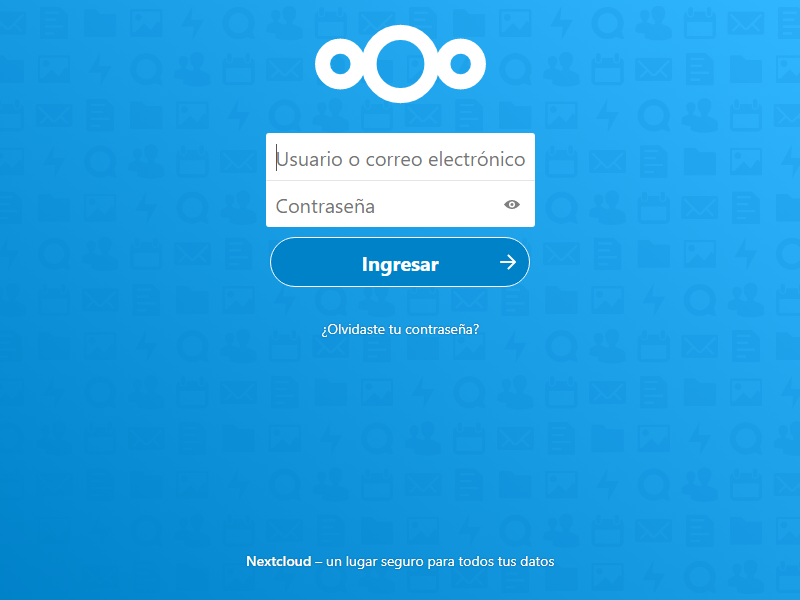 Usuario o correo electrónico
Contraseña
Ingresar
¿Olvidaste tu contraseña?
Nextcloud – un lugar seguro para todos tus datos